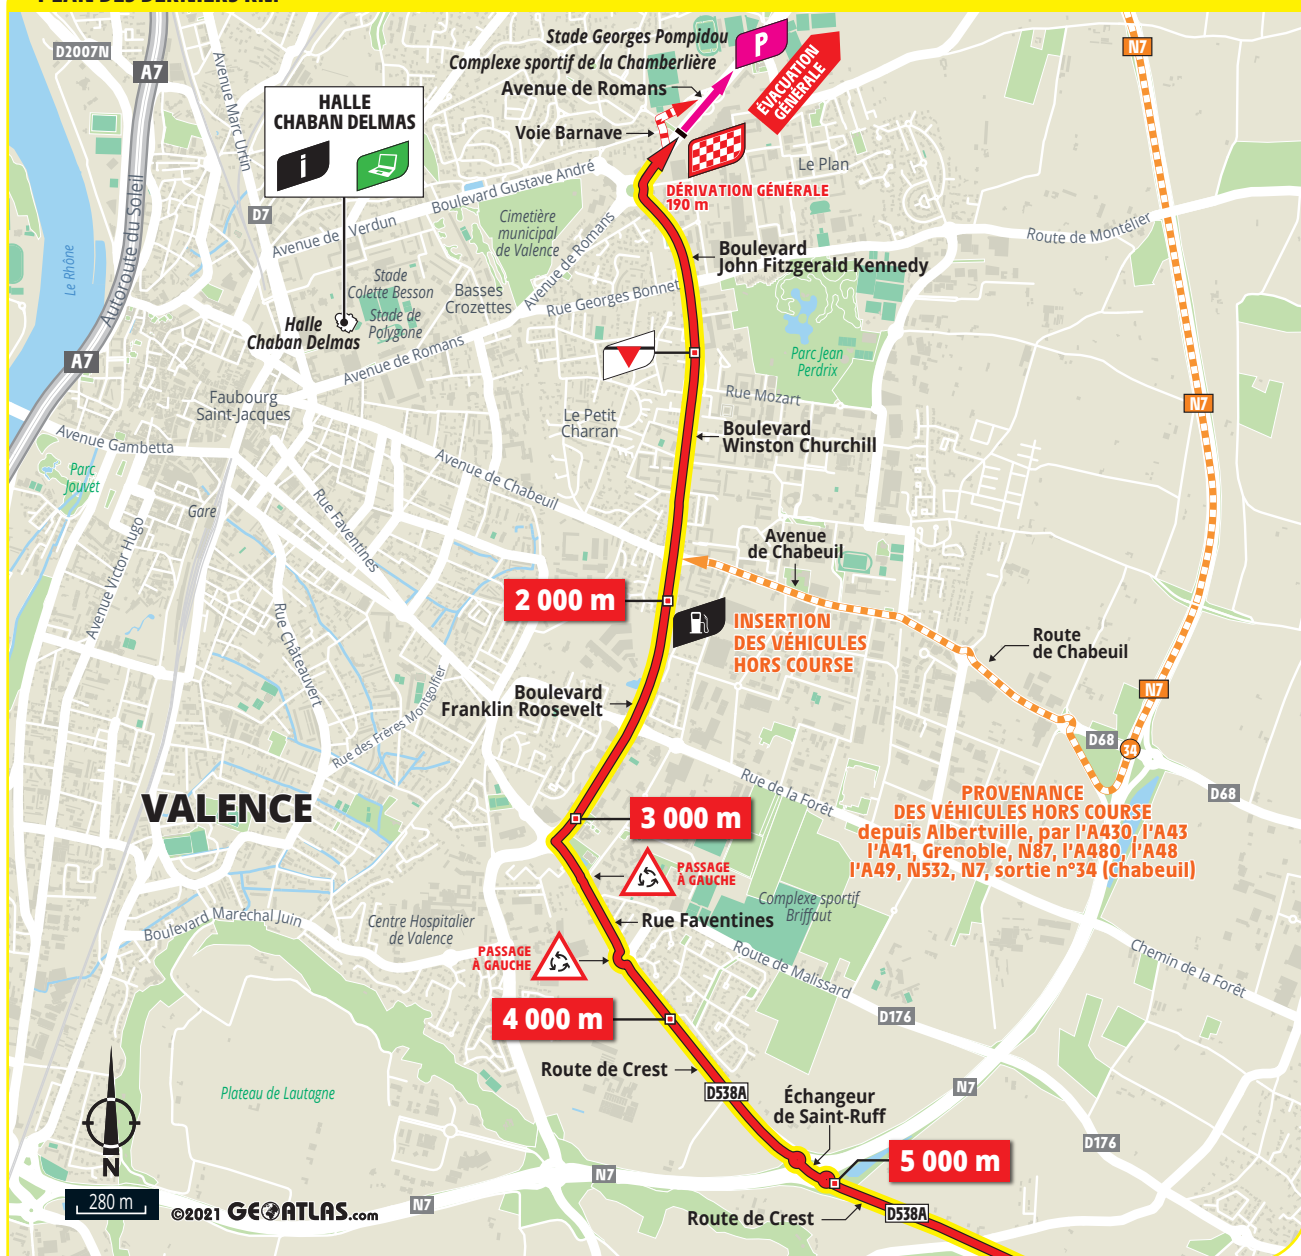 D2007N
A7
Avenue Marc Urtin
Stade Georges Pompidou
Complexe sportif de la Chamberlière
P
Avenue de Romans
ÉVACUATION
GÉNÉRALE
N7
HALLE
CHABAN DELMAS
i
Voie Barnave
Le Plan
Boulevard Gustave André
DÉRIVATION GÉNÉRALE
190 m
Autoroute du Soleil
Le Rhône
D7
Avenue de Verdun
Cimetière
municipal
de Valence
Avenue de Romans
Route de Montélier
Boulevard
John Fitzgerald Kennedy
Stade
Colette Besson
Basses
Crozettes
Rue Georges Bonnet
Stade de
Polygone
Halle
Chaban Delmas
Avenue de Romans
A7
Parc Jean
Perdrix
Rue Mozart
N7
Faubourg
Saint-Jacques
Le Petit
Charran
Boulevard
Winston Churchill
Avenue Gambetta
Parc
Jouvet
Avenue de Chabeuil
Gare
Rue Faventines
Avenue Victor Hugo
Avenue
de Chabeuil
2 000 m
INSERTION
DES VÉHICULES
HORS COURSE
Route
de Chabeuil
Rue Châteauvert
Boulevard
Franklin Roosevelt
N7
Rue des Frères Montgolfier
D68
34
Rue de la Forêt
D68
VALENCE
3 000 m
PROVENANCE
DES VÉHICULES HORS COURSE
depuis Albertville, par l'A430, l'A43
l'A41, Grenoble, N87, l'A480, l'A48
l'A49, N532, N7, sortie n°34 (Chabeuil)
PASSAGE
À GAUCHE
Complexe sportif
Briffaut
Boulevard Maréchal Juin
Centre Hospitalier
de Valence
Rue Faventines
PASSAGE
À GAUCHE
Route de Malissard
Chemin de la Forêt
4 000 m
D176
Route de Crest
D538A
Plateau de Lautagne
Échangeur
de Saint-Ruff
N7
D176
5 000 m
N
N7
280 m
©2021 GEOATLAS.com
N7
Route de Crest
D538A